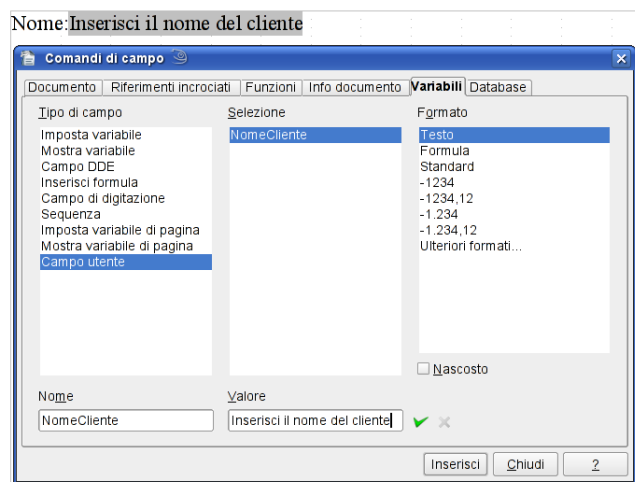 Nome:Inserisci il nome del cliente
Comandi di campo
Documento Riferimenti incrociati Funzioni Info documento Variabili Database
Tipo di campo
Imposta variabile
Mostra variabile
Campo DDE
Inserisci formula
Campo di digitazione
Sequenza
Imposta variabile di pagina
Mostra variabile di pagina
Campo utente
Selezione
NomeCliente
Formato
Testo
Formula
Standard
-1234
-1234,12
-1.234
-1.234,12
Ulteriori formati...
Nascosto
Nome
NomeCliente
Valore
Inserisci il nome del cliente
Inserisci Chiudi ?